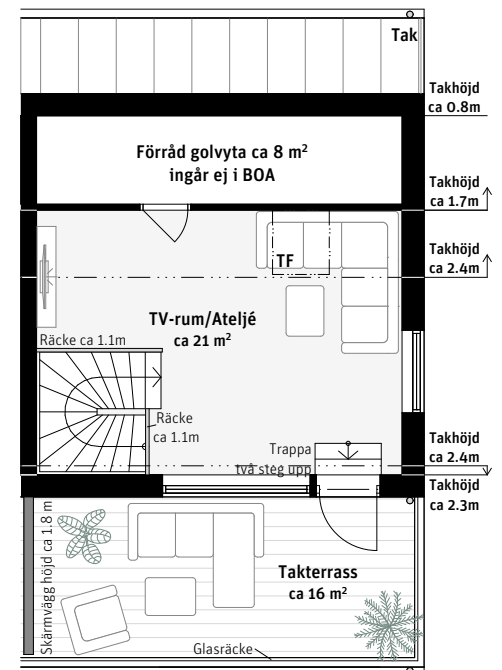 Tak
Takhöjd
ca 0.8m
Förråd golvyta ca 8 m²
ingår ej i BOA
Takhöjd
ca 1.7m
TF
Takhöjd
ca 2.4m
TV-rum/Ateljé
ca 21 m²
Räcke ca 1.1m
Räcke
ca 1.1m
Trappa
två steg upp
Takhöjd
ca 2.4m
Takhöjd
ca 2.3m
Skärmvägg höjd ca 1.8 m
Takterrass
ca 16 m²
Glasräcke